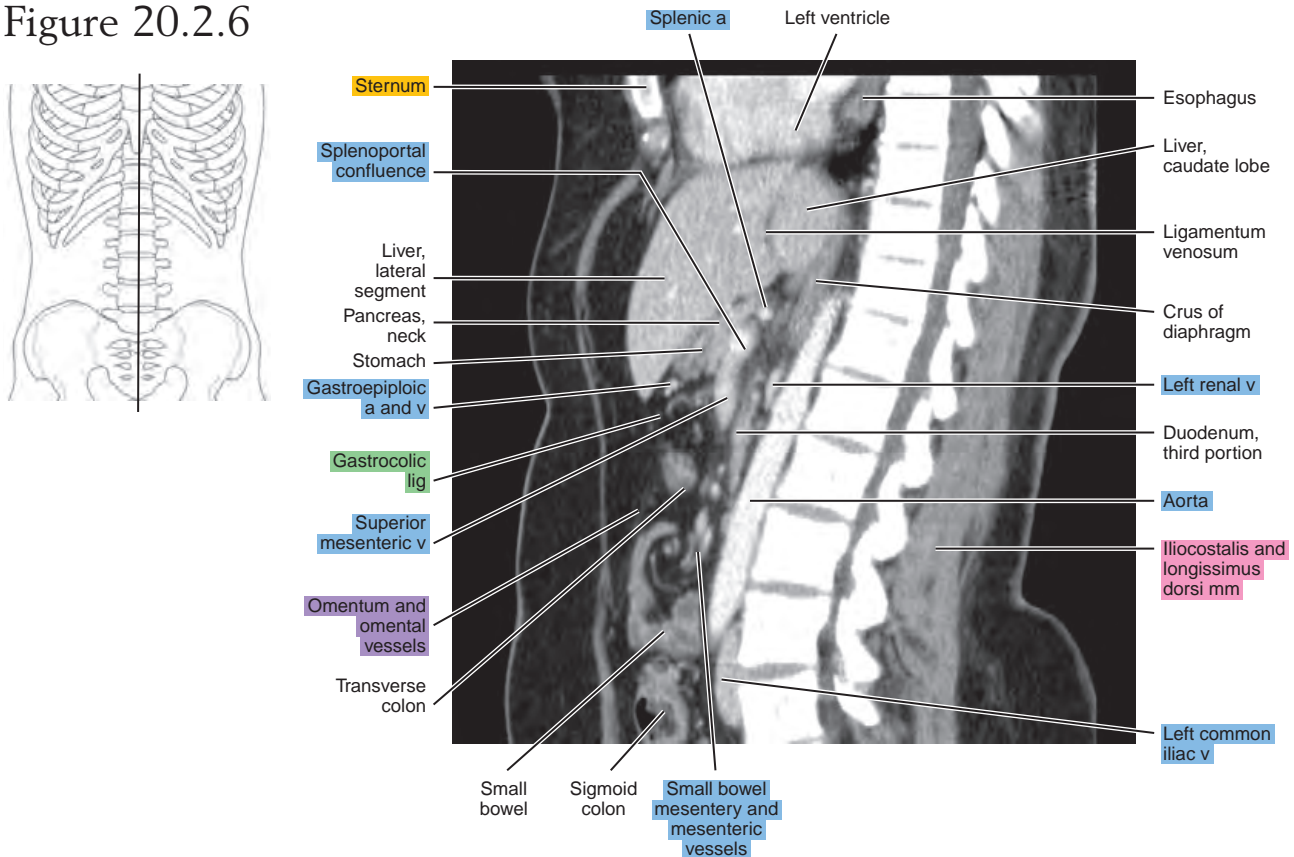 Figure 20.2.6
Splenic a
Left ventricle
Sternum
Splenoportal
confluence
Liver,
lateral
segment
Pancreas,
neck
Stomach
Gastroepiploic
a and v
Gastrocolic
lig
Superior
mesenteric v
Omentum and
omental
vessels
Transverse
colon
Small
bowel
Sigmoid
colon
Small bowel
mesentery and
mesenteric
vessels
Esophagus
Liver,
caudate lobe
Ligamentum
venosum
Crus of
diaphragm
Left renal v
Duodenum,
third portion
Aorta
Iliocostalis and
longissimus
dorsi mm
Left common
iliac v